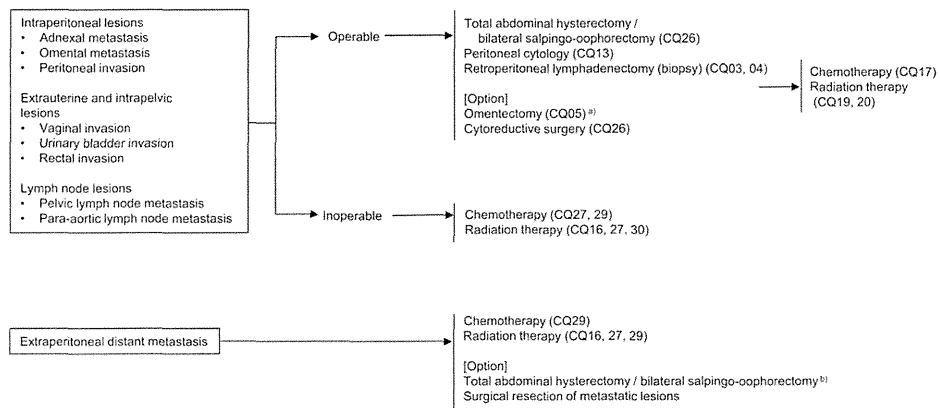 Intraperitoneal lesions
• Adnexal metastasis
• Omental metastasis
• Peritoneal invasion
Extrauterine and intrapelvic
lesions
• Vaginal invasion
• Urinary bladder invasion
• Rectal invasion
Lymph node lesions
• Pelvic lymph node metastasis
• Para-aortic lymph node metastasis
Operable
Total abdominal hysterectomy /
bilateral salpingo-oophorectomy (CQ26)
Peritoneal cytology (CQ13)
Retroperitoneal lymphadenectomy (biopsy) (CQ03, 04)
[Option]
Omentectomy (CQ05) a)
Cytoreductive surgery (CQ26)
Chemotherapy (CQ17)
Radiation therapy
(CQ19, 20)
Inoperable
Chemotherapy (CQ27, 29)
Radiation therapy (CQ16, 27, 30)
Extraperitoneal distant metastasis
Chemotherapy (CQ29)
Radiation therapy (CQ16, 27, 29)
[Option]
Total abdominal hysterectomy / bilateral salpingo-oophorectomy b)
Surgical resection of metastatic lesions